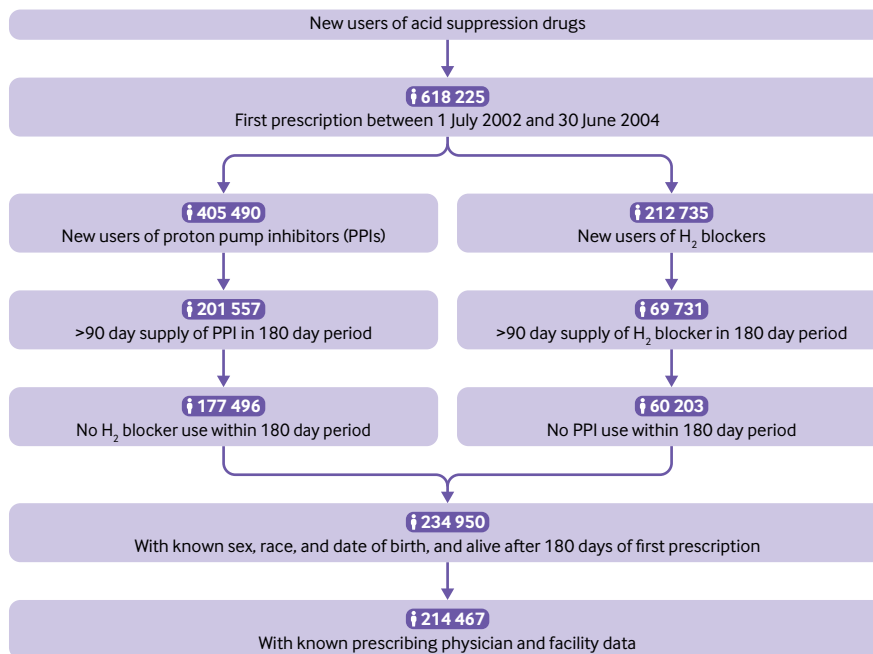 New users of acid suppression drugs
618 225
First prescription between 1 July 2002 and 30 June 2004
405 490
New users of proton pump inhibitors (PPIs)
212 735
New users of H₂ blockers
201 557
>90 day supply of PPI in 180 day period
69 731
>90 day supply of H₂ blocker in 180 day period
177 496
No H₂ blocker use within 180 day period
60 203
No PPI use within 180 day period
234 950
With known sex, race, and date of birth, and alive after 180 days of first prescription
214 467
With known prescribing physician and facility data